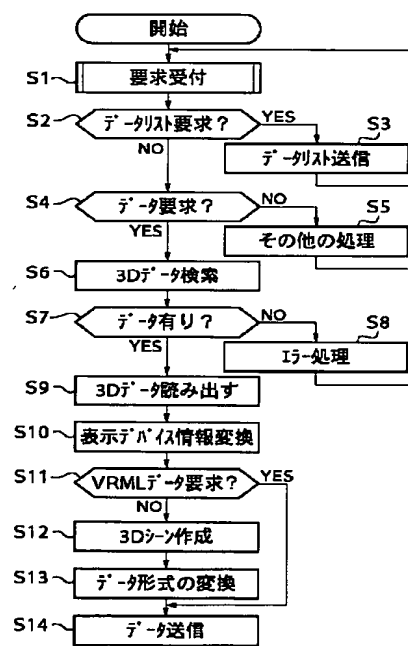 開始
S1 要求受付
S2 データリスト要求? YES
NO
S3
データリスト送信
S4 データ要求? NO
YES
S5
その他の処理
S6 3Dデータ検索
S7 データ有り? NO
YES
S8
エラー処理
S9 3Dデータ読み出す
S10 表示デバイス情報変換
S11 VRMLデータ要求? YES
NO
S12 3Dシーン作成
S13 データ形式の変換
S14 データ送信